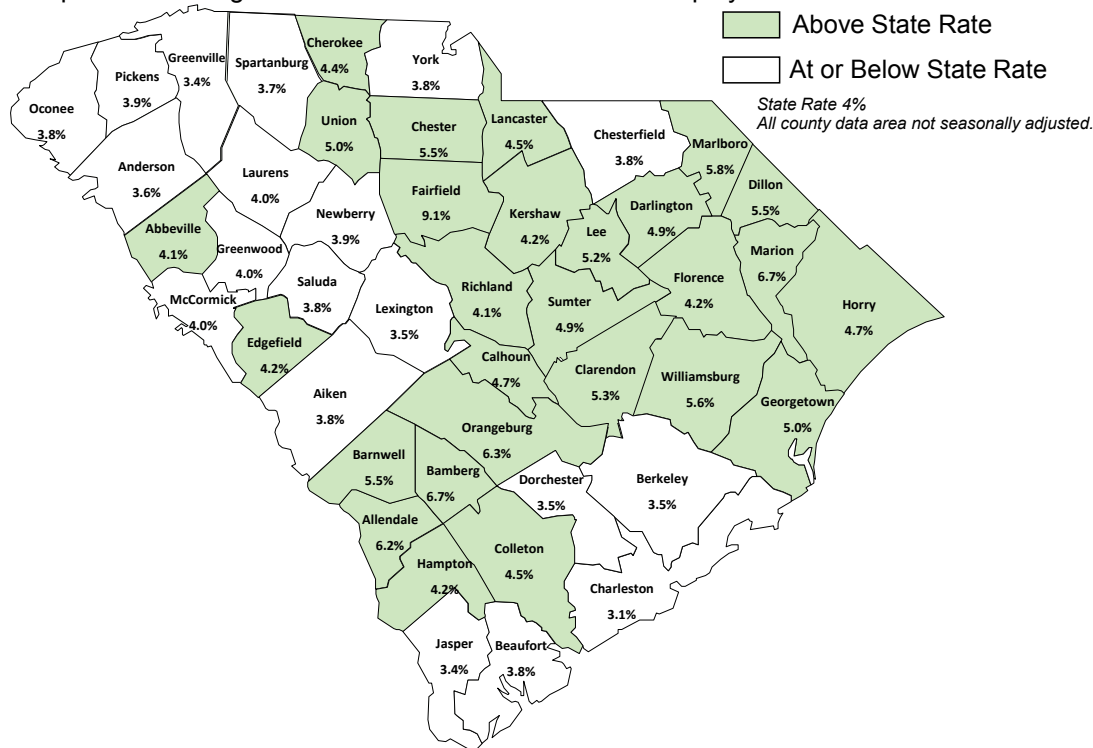 Above State Rate
At or Below State Rate
State Rate 4%
All county data area not seasonally adjusted.
Cherokee
4.4%
York
3.8%
Greenville
3.4%
Spartanburg
3.7%
Pickens
3.9%
Oconee
3.8%
Union
5.0%
Chester
5.5%
Lancaster
4.5%
Chesterfield
3.8%
Marlboro
5.8%
Dillon
5.5%
Anderson
3.6%
Laurens
4.0%
Fairfield
9.1%
Kershaw
4.2%
Darlington
4.9%
Lee
5.2%
Newberry
3.9%
Abbeville
4.1%
Greenwood
4.0%
Marion
6.7%
Florence
4.2%
Saluda
3.8%
Richland
4.1%
Sumter
4.9%
Horry
4.7%
McCormick
4.0%
Lexington
3.5%
Edgefield
4.2%
Calhoun
4.7%
Clarendon
5.3%
Williamsburg
5.6%
Georgetown
5.0%
Aiken
3.8%
Orangeburg
6.3%
Barnwell
5.5%
Bamberg
6.7%
Dorchester
3.5%
Berkeley
3.5%
Allendale
6.2%
Colleton
4.5%
Hampton
4.2%
Charleston
3.1%
Jasper
3.4%
Beaufort
3.8%